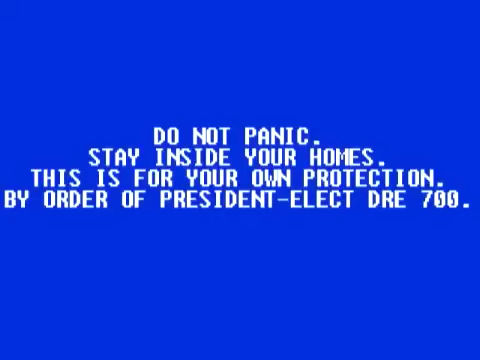 DO NOT PANIC.
STAY INSIDE YOUR HOMES.
THIS IS FOR YOUR OWN PROTECTION.
BY ORDER OF PRESIDENT-ELECT DRE 700.